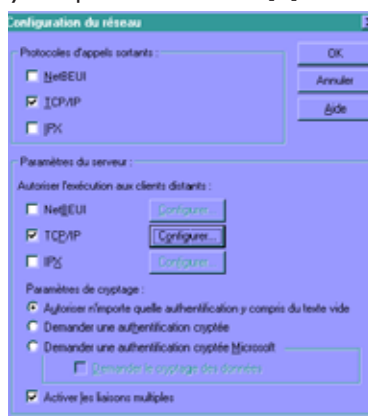 Configuration du réseau
Protocoles d'appels sortants :
OK
NetBEUI
Annuler
TCP/IP
Aide
IPX
Paramètres du serveur :
Autoriser l'exécution aux clients distants :
NetBEUI Configurer...
TCP/IP Configurer...
IPX Configurer...
Paramètres de cryptage :
Autoriser n'importe quelle authentification y compris du texte vide
Demander une authentification cryptée
Demander une authentification cryptée Microsoft
Demander le cryptage des données
Activer les liaisons multiples